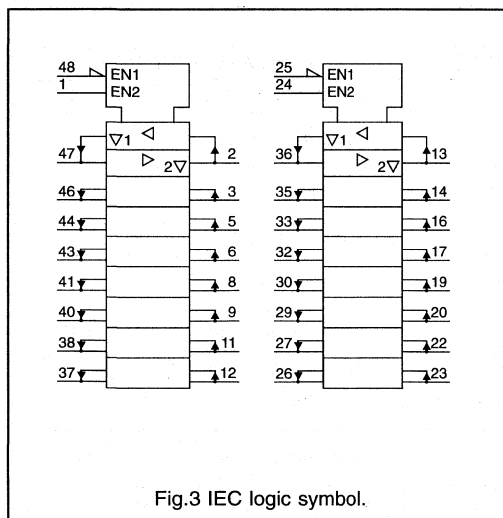 48 EN1 25 EN1
1 EN2 24 EN2
1 1
47 2 2 36 2 13
46 3 35 14
44 5 33 16
43 6 32 17
41 8 30 19
40 9 29 20
38 11 27 22
37 12 26 23
Fig.3 IEC logic symbol.